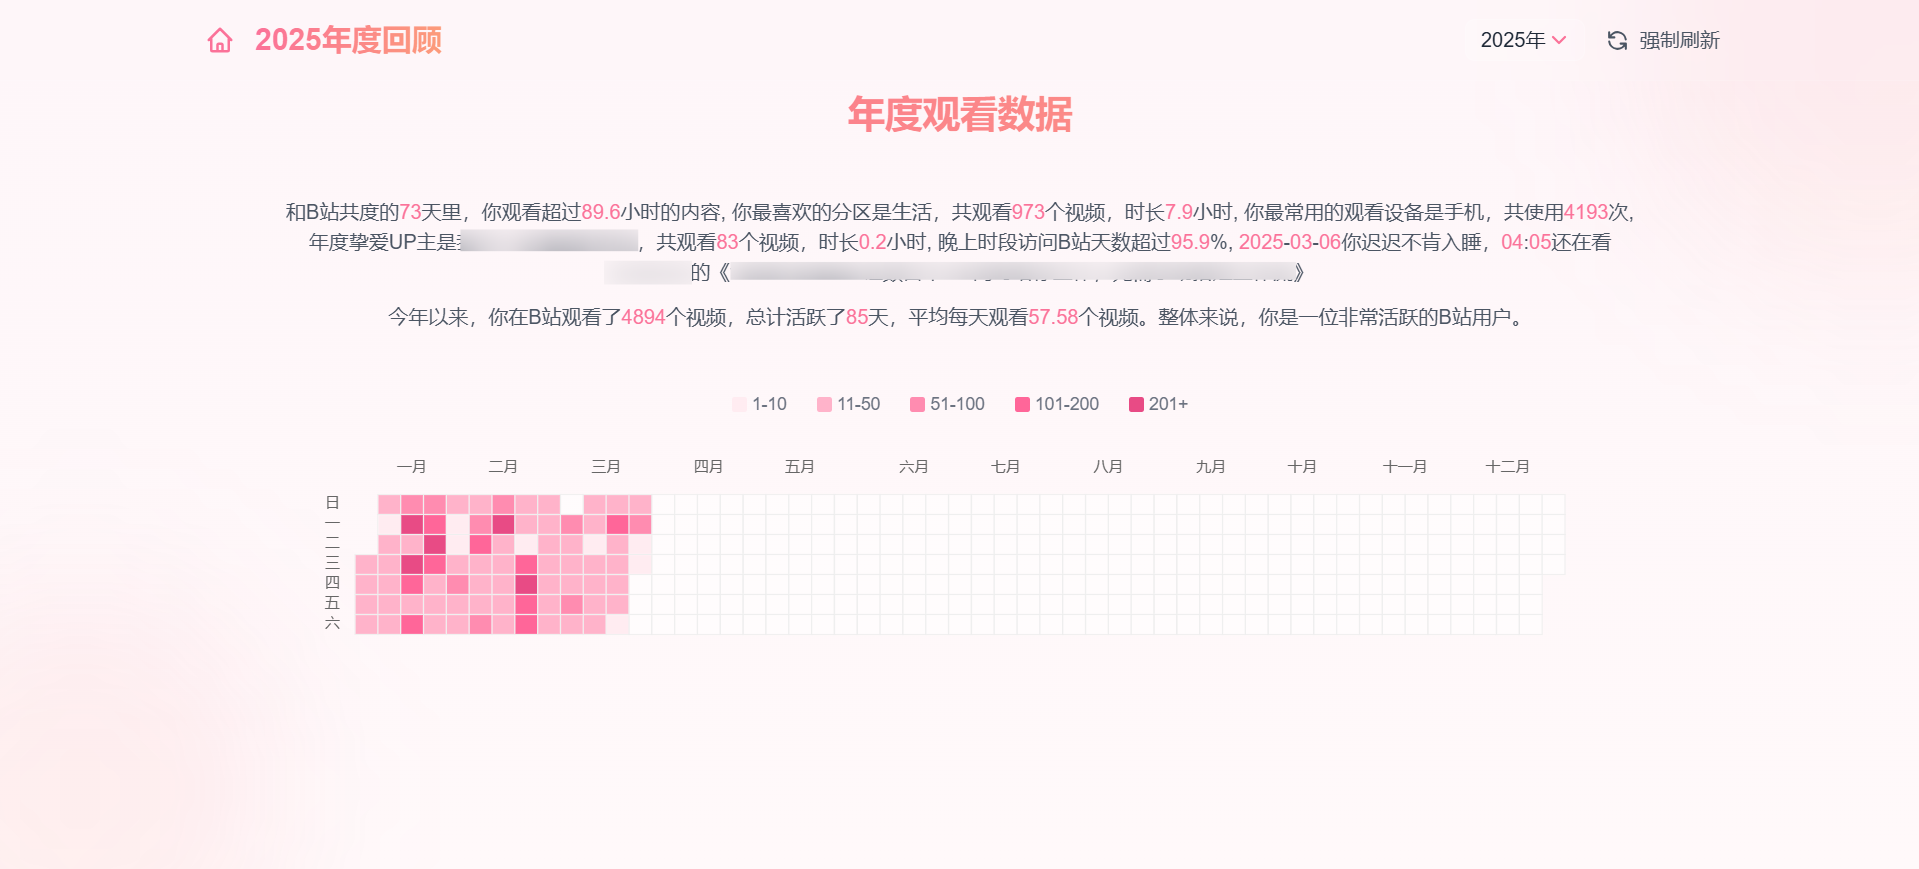 2025年度回顾
2025年 强制刷新
年度观看数据
和B站共度的73天里，你观看超过89.6小时的内容, 你最喜欢的分区是生活，共观看973个视频，时长7.9小时, 你最常用的观看设备是手机，共使用4193次,
年度挚爱UP主是 ，共观看83个视频，时长0.2小时, 晚上时段访问B站天数超过95.9%, 2025-03-06你迟迟不肯入睡，04:05还在看
的《 》
今年以来，你在B站观看了4894个视频，总计活跃了85天，平均每天观看57.58个视频。整体来说，你是一位非常活跃的B站用户。
1-10 11-50 51-100 101-200 201+
一月 二月 三月 四月 五月 六月 七月 八月 九月 十月 十一月 十二月
日
一
二
三
四
五
六